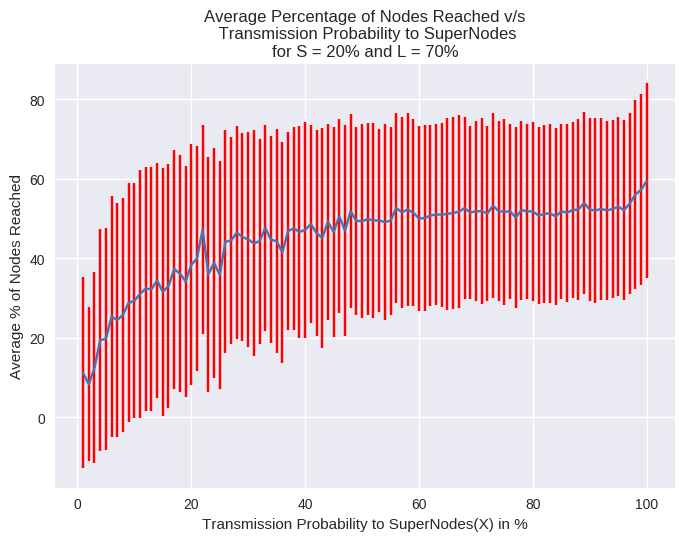 Average Percentage of Nodes Reached v/s
Transmission Probability to SuperNodes
for S = 20% and L = 70%
Average % of Nodes Reached
80
60
40
20
0
0 20 40 60 80 100
Transmission Probability to SuperNodes(X) in %